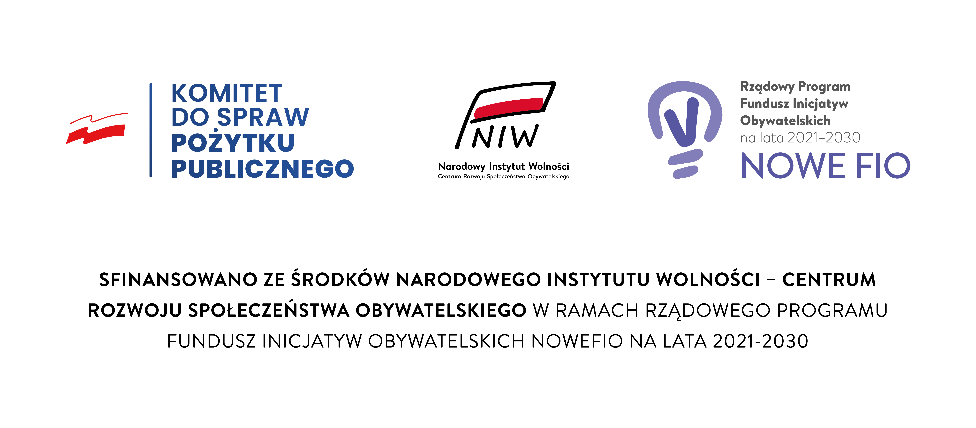 KOMITET
DO SPRAW
POŻYTKU
PUBLICZNEGO
NIW
Narodowy Instytut Wolności
Centrum Rozwoju Społeczeństwa Obywatelskiego
Rządowy Program
Fundusz Inicjatyw
Obywatelskich
na lata 2021–2030
NOWE FIO
SFINANSOWANO ZE ŚRODKÓW NARODOWEGO INSTYTUTU WOLNOŚCI – CENTRUM
ROZWOJU SPOŁECZEŃSTWA OBYWATELSKIEGO W RAMACH RZĄDOWEGO PROGRAMU
FUNDUSZ INICJATYW OBYWATELSKICH NOWEFIO NA LATA 2021-2030